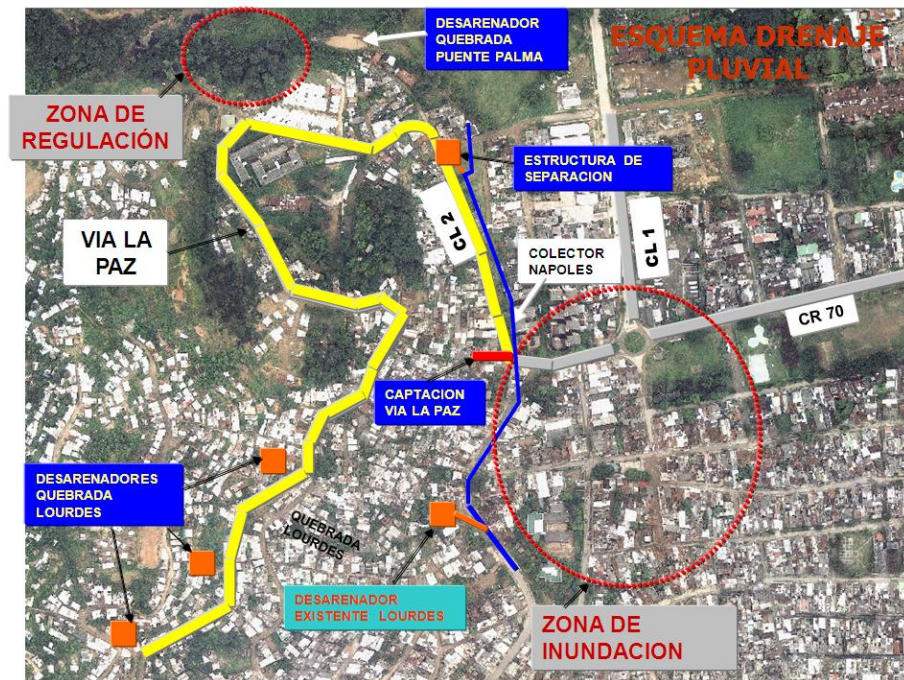 DESARENADOR
QUEBRADA
PUENTE PALMA
ESQUEMA DRENAJE
PLUVIAL
ZONA DE
REGULACIÓN
ESTRUCTURA DE
SEPARACION
VIA LA
PAZ
CL 2
CL 1
COLECTOR
NAPOLES
CR 70
CAPTACION
VIA LA PAZ
DESARENADORES
QUEBRADA
LOURDES
QUEBRADA
LOURDES
DESARENADOR
EXISTENTE LOURDES
ZONA DE
INUNDACION